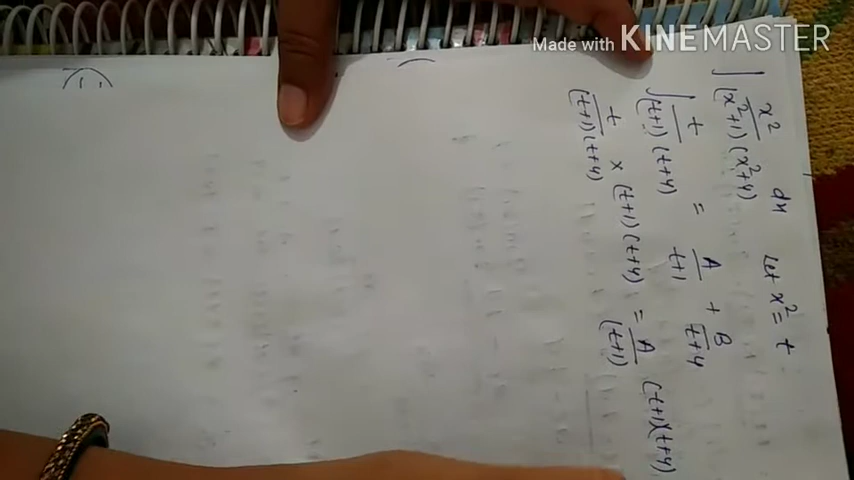 Made with KINEMASTER
∫ x²/(x²+1)(x²+4) dx Let x² = t
∫ t/(t+1)(t+4) = A/t+1 + B/t+4
t/(t+1)(t+4) × (t+1)(t+4) = A/(t+1) (t+1)(t+4)